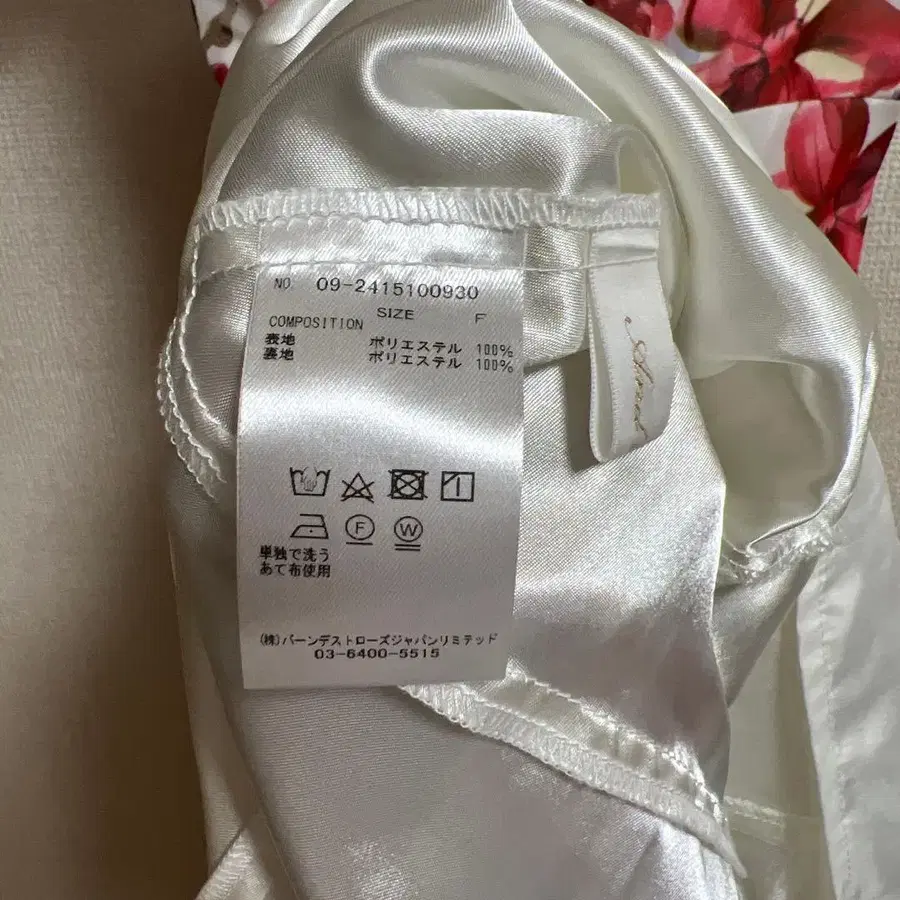 NO. 09-2415100930
SIZE F
COMPOSITION
表地 ポリエステル 100%
裏地 ポリエステル 100%
F W
単独で洗う
あて布使用
(株)バーンデストローズジャパンリミテッド
03-6400-5515